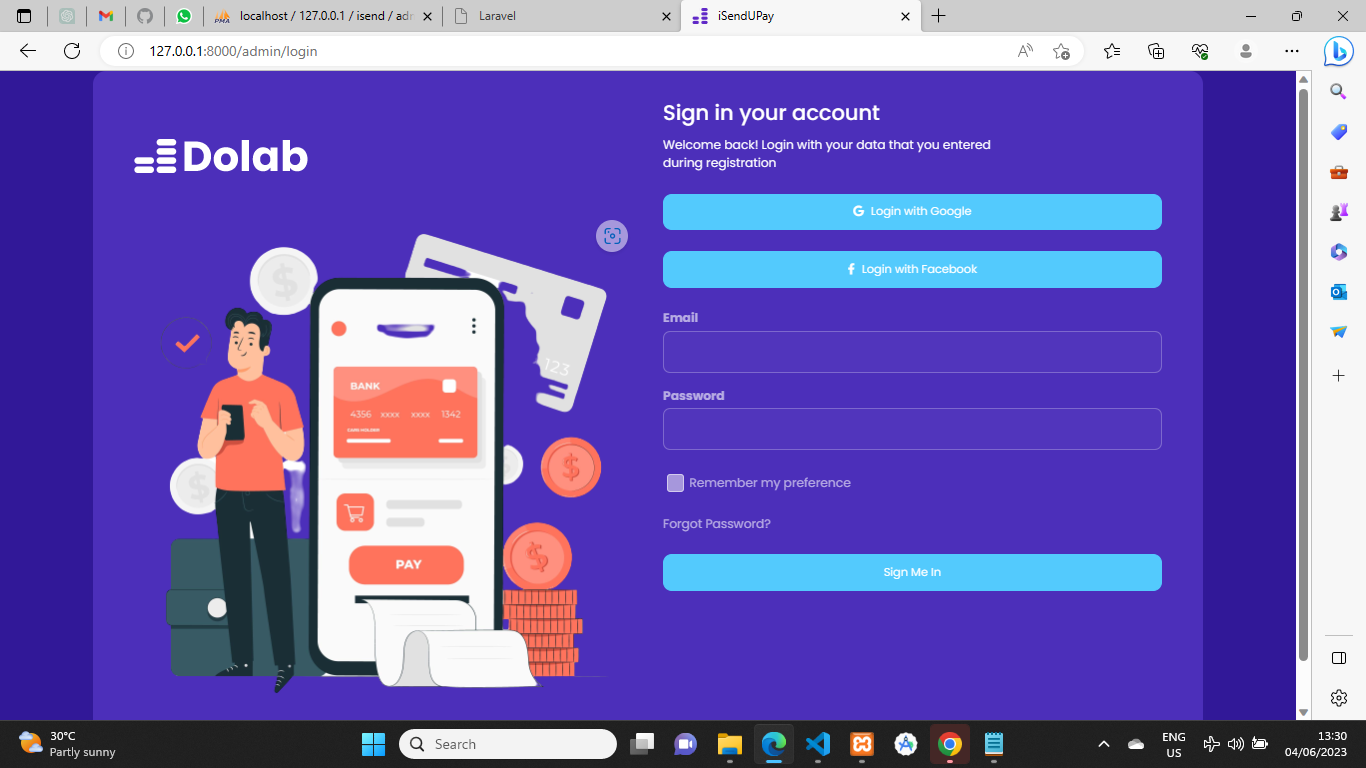 localhost / 127.0.0.1 / isend / adm
Laravel
iSendUPay
127.0.0.1:8000/admin/login
Dolab
Sign in your account
Welcome back! Login with your data that you entered
during registration
Login with Google
Login with Facebook
Email
Password
Remember my preference
Forgot Password?
Sign Me In
123
BANK
4356 xxxx xxxx 1342
CARD HOLDER
PAY
30°C
Partly sunny
Search
ENG
US
13:30
04/06/2023